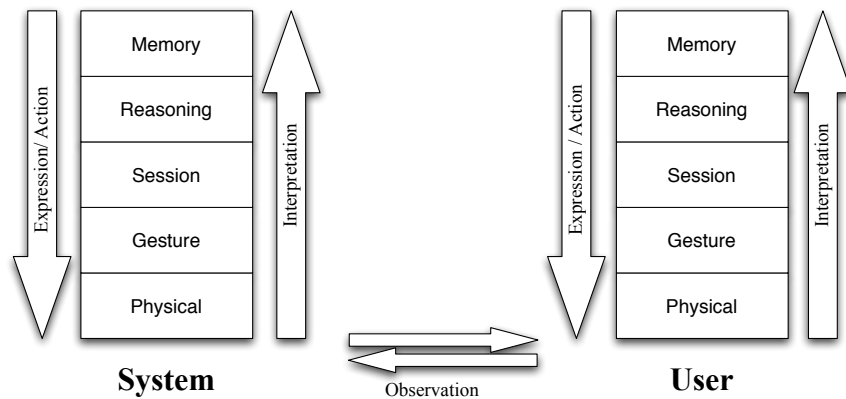 Expression/ Action
Memory
Reasoning
Session
Gesture
Physical
Interpretation
System
Observation
Expression / Action
Memory
Reasoning
Session
Gesture
Physical
Interpretation
User